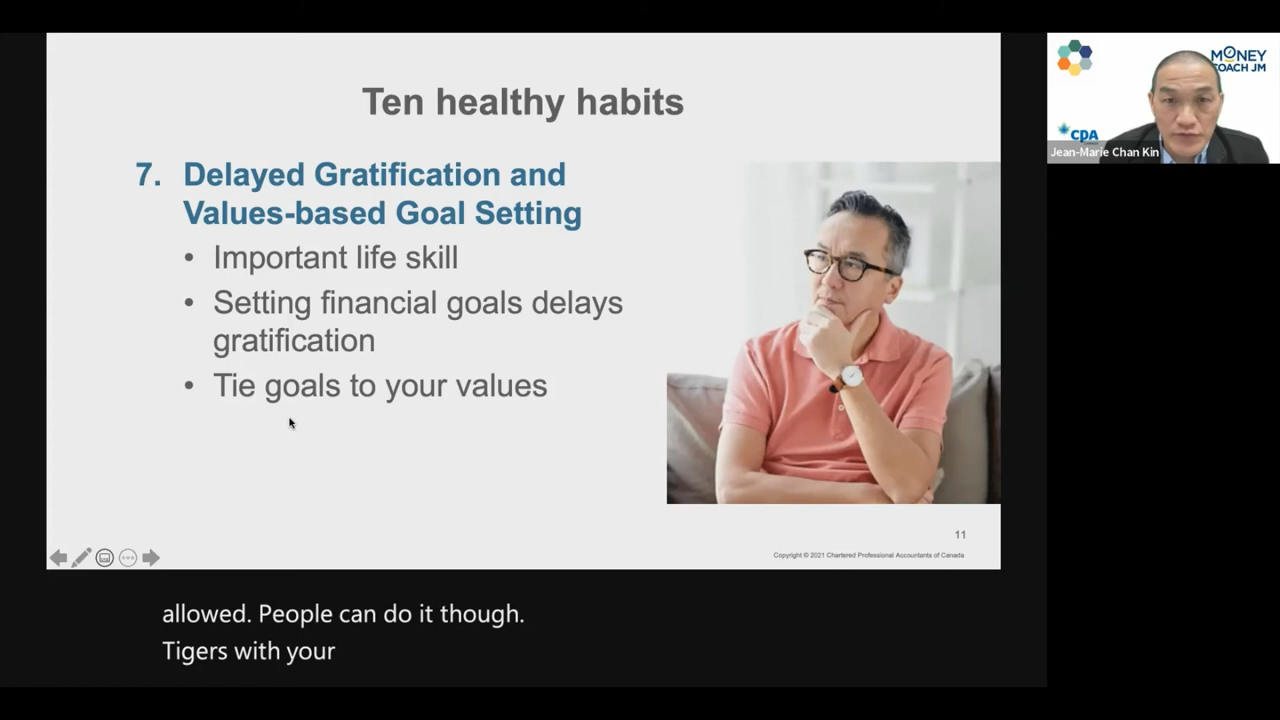 Ten healthy habits
7. Delayed Gratification and
Values-based Goal Setting
• Important life skill
• Setting financial goals delays
gratification
• Tie goals to your values
11
Copyright © 2021 Chartered Professional Accountants of Canada
MONEY
COACH JM
CPA
Jean-Marie Chan Kin
allowed. People can do it though.
Tigers with your